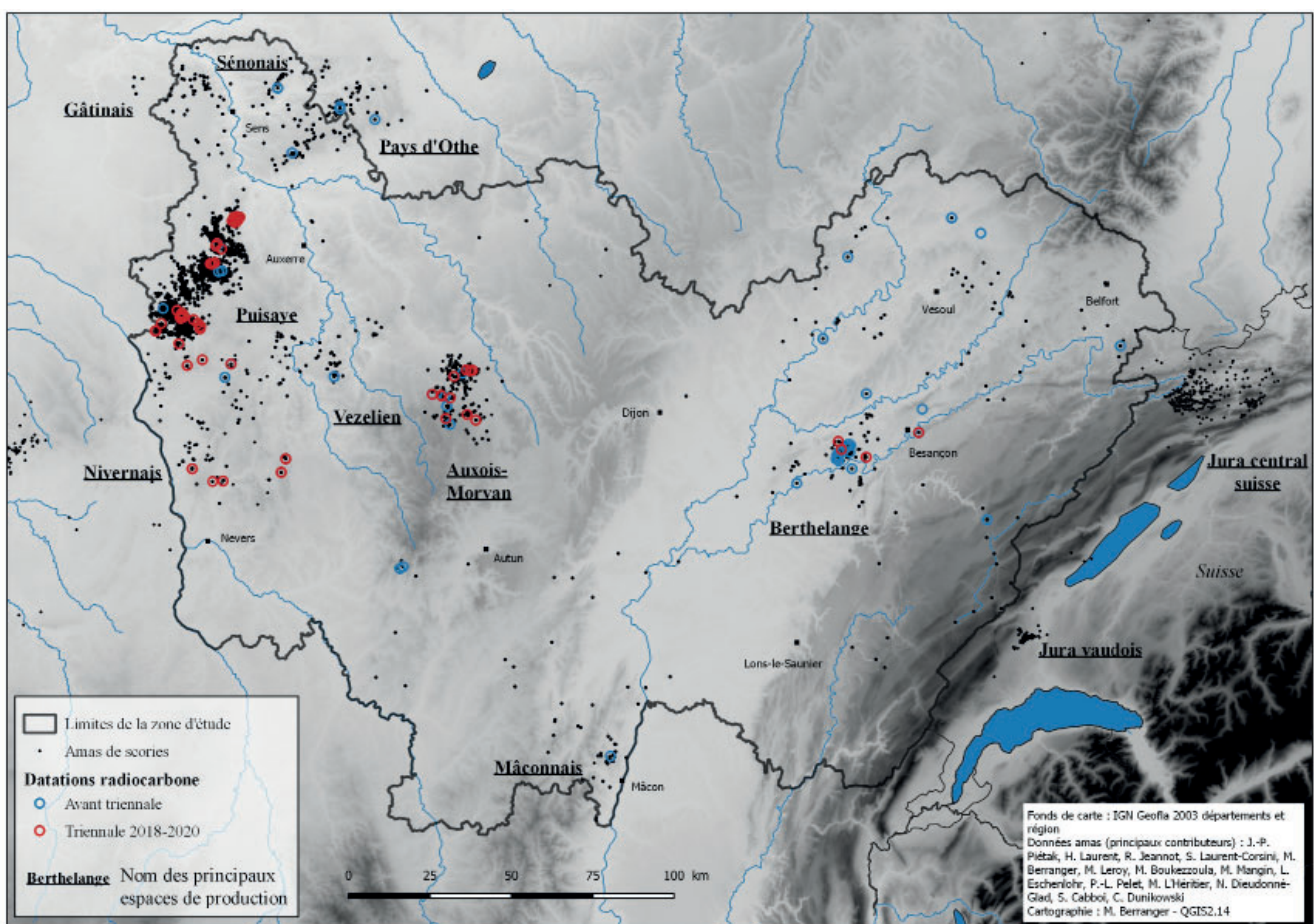 Sénonais
Gâtinais
Sens
Pays d'Othe
Auxerre
Puisaye
Vesoul
Belfort
Vezelien
Dijon
Nivernais
Auxois-
Morvan
Besançon
Jura central
suisse
Berthelange
Nevers
Autun
Suisse
Lons-le-Saunier
Jura vaudois
Mâconnais
Mâcon
Limites de la zone d'étude
Amas de scories
Datations radiocarbone
Avant triennale
Triennale 2018-2020
Berthelange Nom des principaux
espaces de production
0 25 50 75 100 km
Fonds de carte : IGN Geofla 2003 départements et
région
Données amas (principaux contributeurs) : J.-P.
Piétak, H. Laurent, R. Jeannot, S. Laurent-Corsini, M.
Berranger, M. Leroy, M. Boukezzoula, M. Mangin, L.
Eschenlohr, P.-L. Pelet, M. L'Héritier, N. Dieudonné-
Glad, S. Cabboi, C. Dunikowski
Cartographie : M. Berranger - QGIS2.14